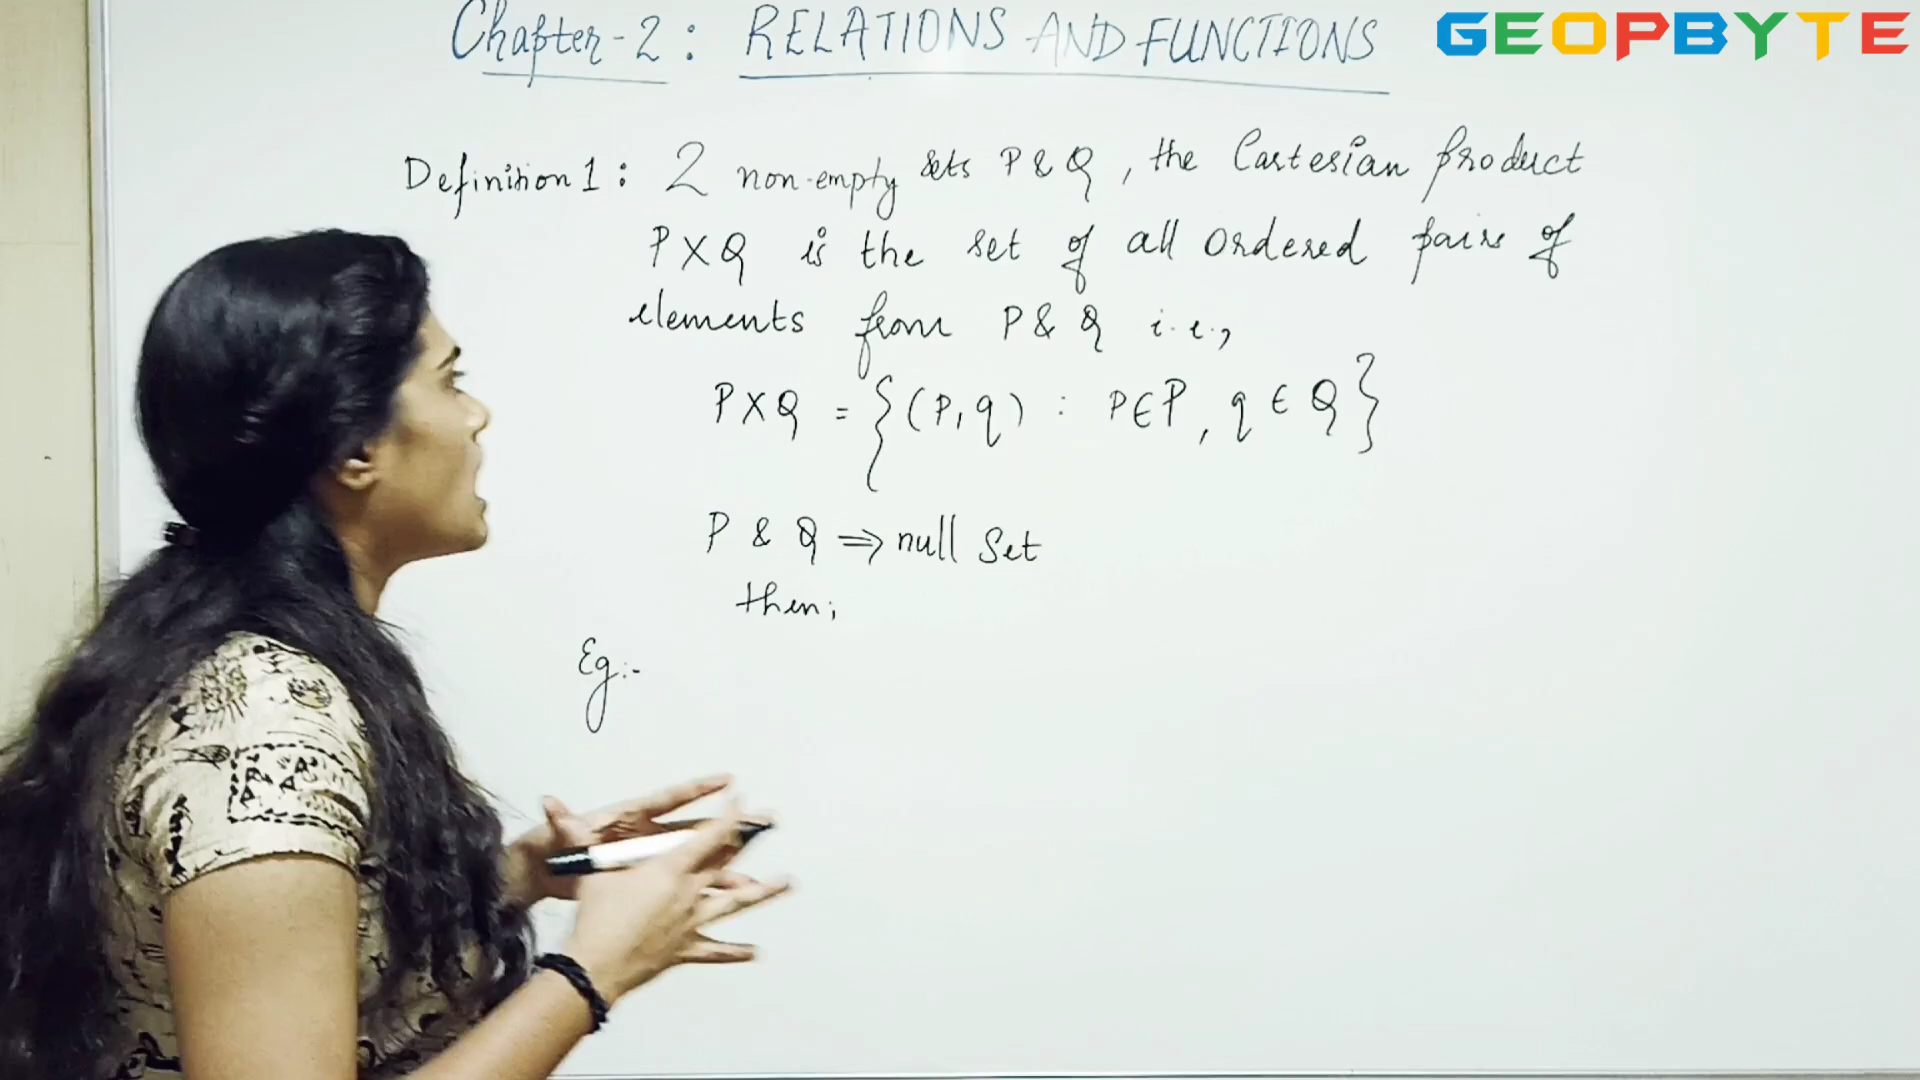 Chapter-2: RELATIONS AND FUNCTIONS
GEOPBYTE
Definition 1: 2 non-empty sets P & Q, the Cartesian product
P X Q is the set of all ordered pairs of
elements from P & Q i.e.,
P X Q = {(P, q) : P ∈ P, q ∈ Q}
P & Q ⇒ null Set
then;
Eg:-